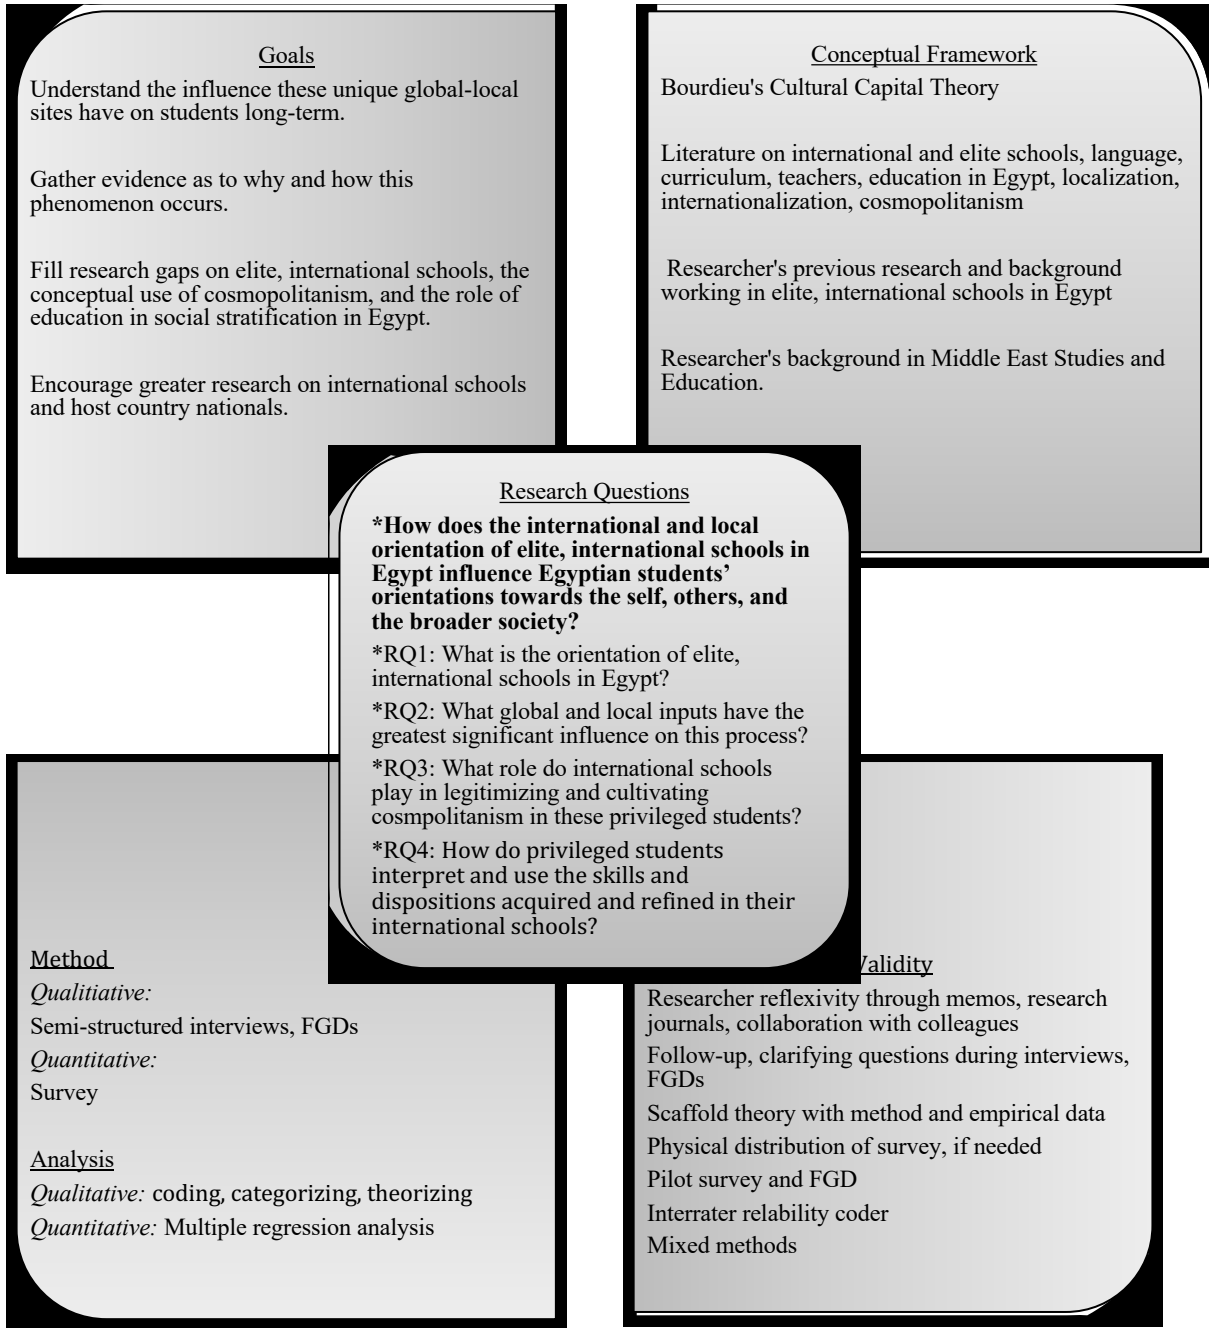 Goals
Understand the influence these unique global-local
sites have on students long-term.
Gather evidence as to why and how this
phenomenon occurs.
Fill research gaps on elite, international schools, the
conceptual use of cosmopolitanism, and the role of
education in social stratification in Egypt.
Encourage greater research on international schools
and host country nationals.
Conceptual Framework
Bourdieu's Cultural Capital Theory
Literature on international and elite schools, language,
curriculum, teachers, education in Egypt, localization,
internationalization, cosmopolitanism
Researcher's previous research and background
working in elite, international schools in Egypt
Researcher's background in Middle East Studies and
Education.
Research Questions
*How does the international and local
orientation of elite, international schools in
Egypt influence Egyptian students’
orientations towards the self, others, and
the broader society?
*RQ1: What is the orientation of elite,
international schools in Egypt?
*RQ2: What global and local inputs have the
greatest significant influence on this process?
*RQ3: What role do international schools
play in legitimizing and cultivating
cosmpolitanism in these privileged students?
*RQ4: How do privileged students
interpret and use the skills and
dispositions acquired and refined in their
international schools?
Method
Qualitiative:
Semi-structured interviews, FGDs
Quantitative:
Survey
Analysis
Qualitative: coding, categorizing, theorizing
Quantitative: Multiple regression analysis
Validity
Researcher reflexivity through memos, research
journals, collaboration with colleagues
Follow-up, clarifying questions during interviews,
FGDs
Scaffold theory with method and empirical data
Physical distribution of survey, if needed
Pilot survey and FGD
Interrater relability coder
Mixed methods